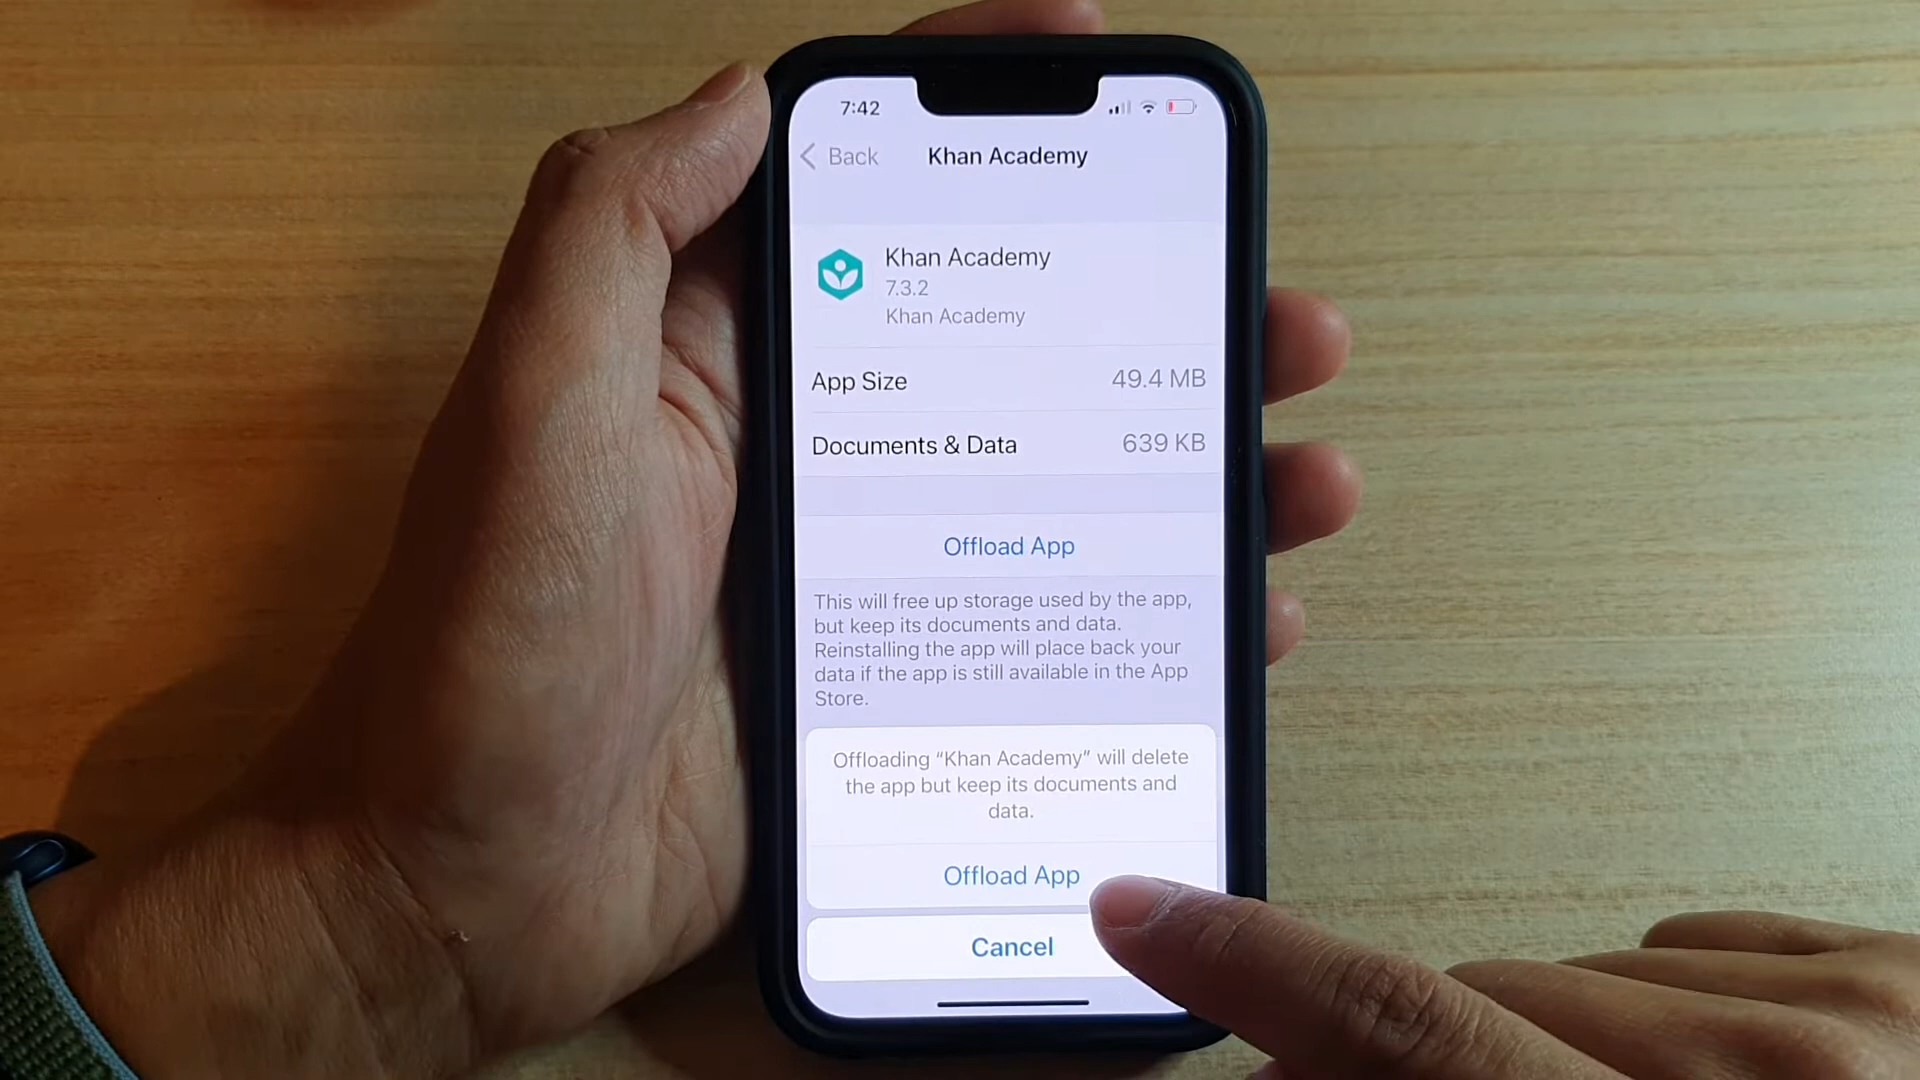 7:42
Back
Khan Academy
Khan Academy
7.3.2
Khan Academy
App Size 49.4 MB
Documents & Data 639 KB
Offload App
This will free up storage used by the app,
but keep its documents and data.
Reinstalling the app will place back your
data if the app is still available in the App
Store.
Offloading “Khan Academy” will delete
the app but keep its documents and
data.
Offload App
Cancel